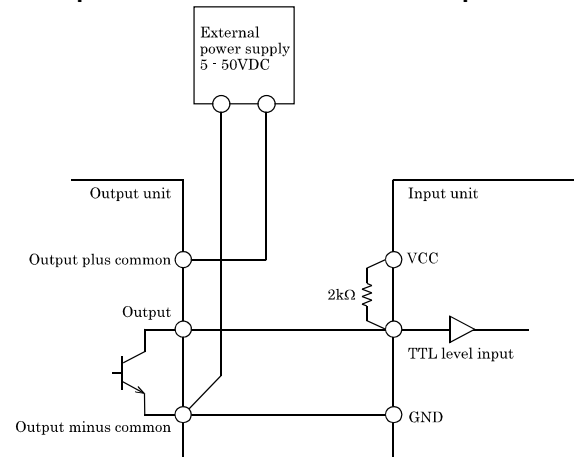 External
power supply
5 - 50VDC
Output unit
Input unit
Output plus common
VCC
2kΩ
Output
TTL level input
Output minus common
GND